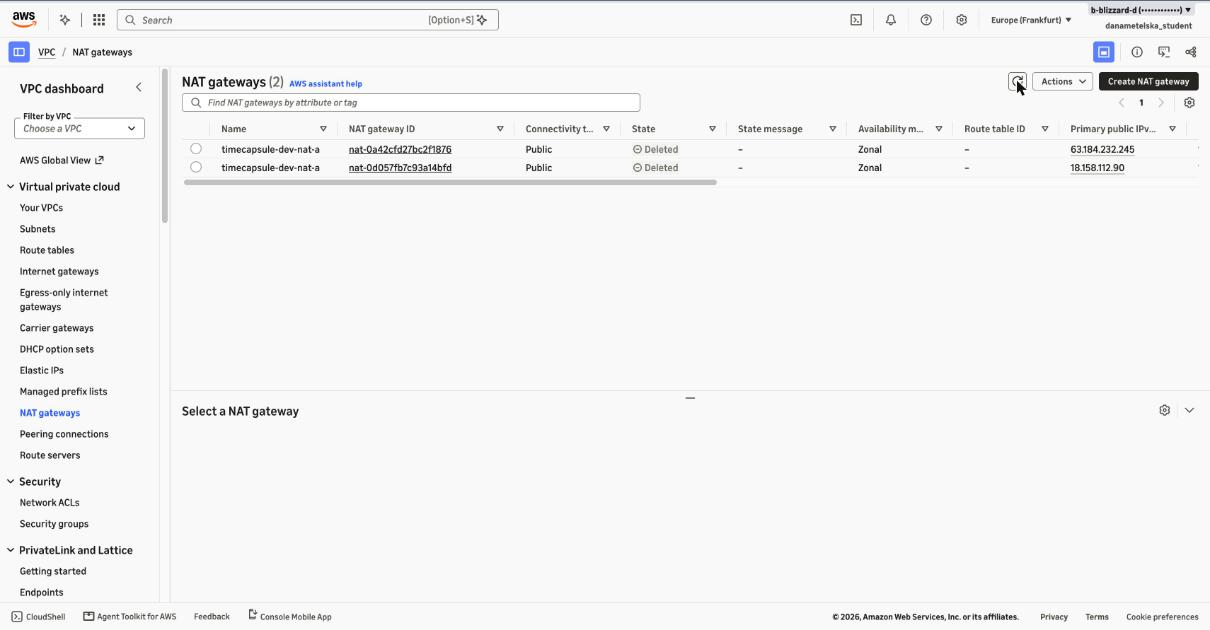 aws
Search
[Option+S]
Europe (Frankfurt)
b-blizzard-d (············)
danametelska_student
VPC / NAT gateways
VPC dashboard
Filter by VPC
Choose a VPC
AWS Global View
Virtual private cloud
Your VPCs
Subnets
Route tables
Internet gateways
Egress-only internet
gateways
Carrier gateways
DHCP option sets
Elastic IPs
Managed prefix lists
NAT gateways
Peering connections
Route servers
Security
Network ACLs
Security groups
PrivateLink and Lattice
Getting started
Endpoints
NAT gateways (2) AWS assistant help
Actions
Create NAT gateway
Find NAT gateways by attribute or tag
1
Name NAT gateway ID Connectivity t... State State message Availability m... Route table ID Primary public IPv...
timecapsule-dev-nat-a nat-0a42cfd27bc2f1876 Public Deleted – Zonal – 63.184.232.245
timecapsule-dev-nat-a nat-0d057fb7c93a14bfd Public Deleted – Zonal – 18.158.112.90
Select a NAT gateway
CloudShell Agent Toolkit for AWS Feedback Console Mobile App © 2026, Amazon Web Services, Inc. or its affiliates. Privacy Terms Cookie preferences